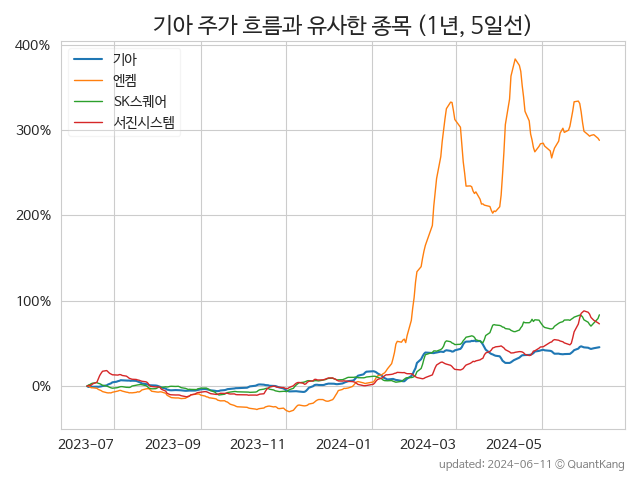 기아 주가 흐름과 유사한 종목 (1년, 5일선)
400%
300%
200%
100%
0%
기아
엔켐
SK스퀘어
서진시스템
2023-07 2023-09 2023-11 2024-01 2024-03 2024-05
updated: 2024-06-11 © QuantKang